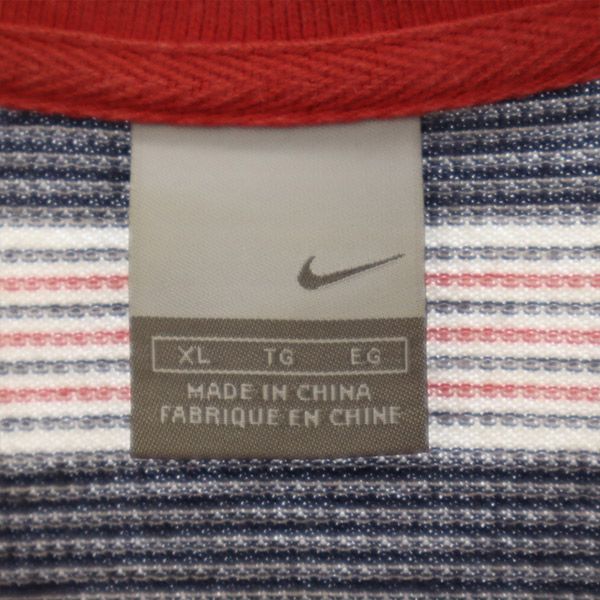 XL TG EG
MADE IN CHINA
FABRIQUE EN CHINE